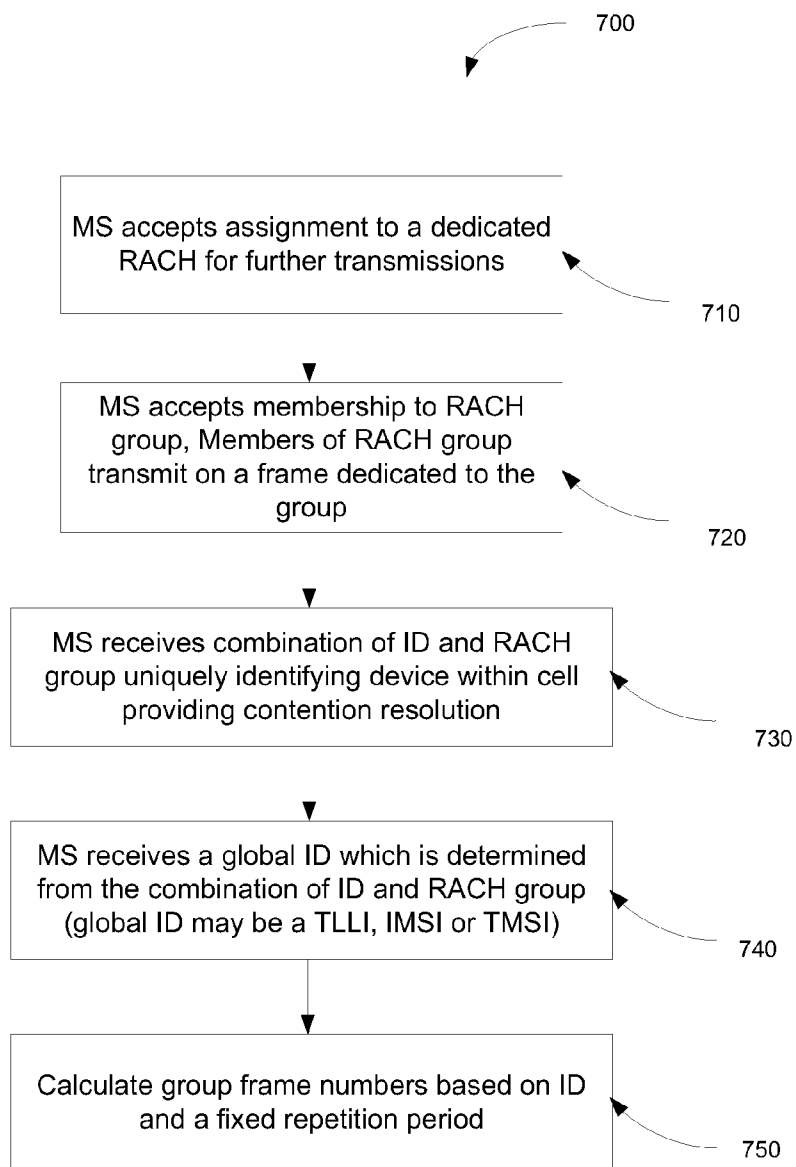 700
MS accepts assignment to a dedicated
RACH for further transmissions
710
MS accepts membership to RACH
group, Members of RACH group
transmit on a frame dedicated to the
group
720
MS receives combination of ID and RACH
group uniquely identifying device within cell
providing contention resolution
730
MS receives a global ID which is determined
from the combination of ID and RACH group
(global ID may be a TLLI, IMSI or TMSI)
740
Calculate group frame numbers based on ID
and a fixed repetition period
750